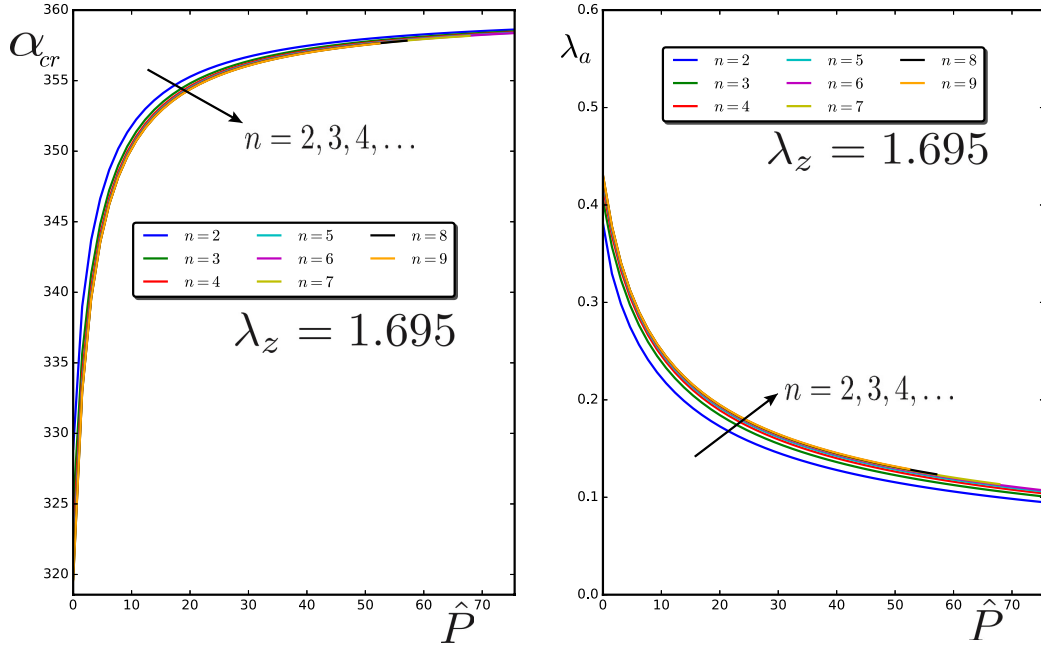 α_cr
360
355
350
345
340
335
330
325
320
n = 2, 3, 4, …
n = 2 n = 5 n = 8
n = 3 n = 6 n = 9
n = 4 n = 7
λ_z = 1.695
0 10 20 30 40 50 60 70
P̂
λ_a
0.6
0.5
0.4
0.3
0.2
0.1
0.0
n = 2 n = 5 n = 8
n = 3 n = 6 n = 9
n = 4 n = 7
λ_z = 1.695
n = 2, 3, 4, …
0 10 20 30 40 50 60 70
P̂